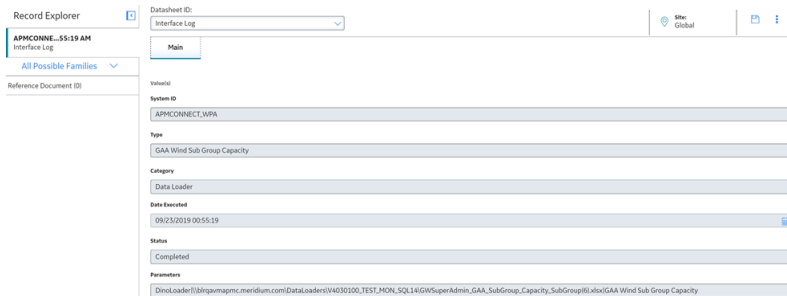 Record Explorer
APMCONNE...55:19 AM
Interface Log
All Possible Families
Reference Document (0)
Datasheet ID:
Interface Log
Site:
Global
Main
Value(s)
System ID
APMCONNECT_WPA
Type
GAA Wind Sub Group Capacity
Category
Data Loader
Date Executed
09/23/2019 00:55:19
Status
Completed
Parameters
DinoLoader|\\blrqavmapmc.meridium.com\DataLoaders\V4030100_TEST_MON_SQL14\GWSuperAdmin_GAA_SubGroup_Capacity_SubGroup(6).xlsx|GAA Wind Sub Group Capacity